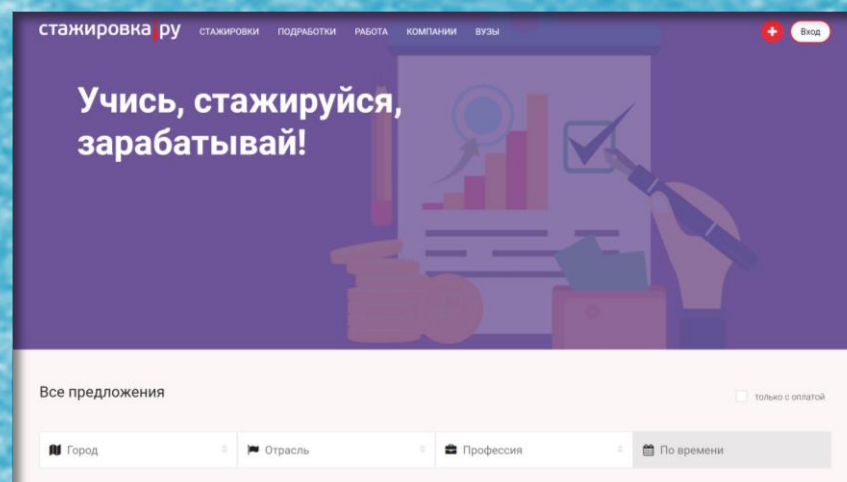 стажировка ру СТАЖИРОВКИ ПОДРАБОТКИ РАБОТА КОМПАНИИ ВУЗЫ + Вход
Учись, стажируйся,
зарабатывай!
Все предложения
только с оплатой
Город Отрасль Профессия По времени